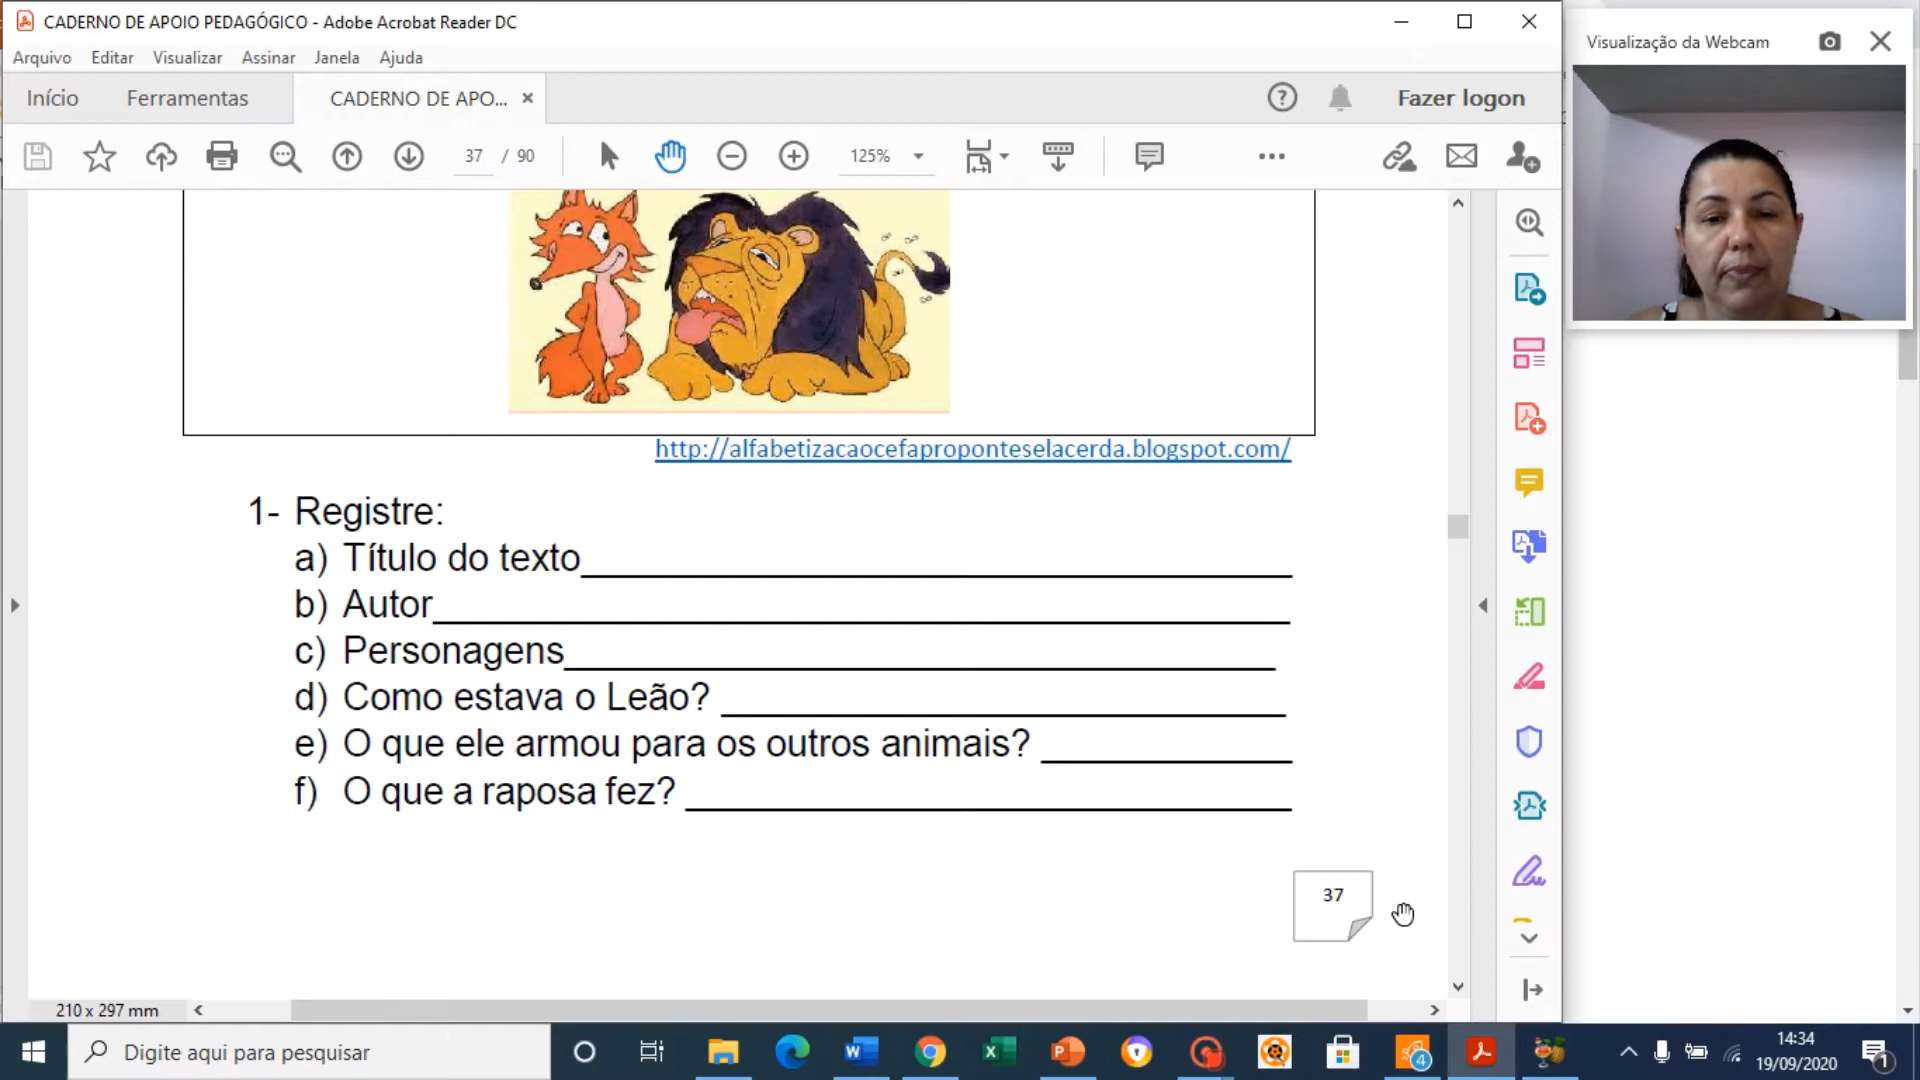 CADERNO DE APOIO PEDAGÓGICO - Adobe Acrobat Reader DC
Visualização da Webcam
Arquivo Editar Visualizar Assinar Janela Ajuda
Início Ferramentas CADERNO DE APO... Fazer logon
37 / 90 125%
http://alfabetizacaocefaproponteselacerda.blogspot.com/
1- Registre:
a) Título do texto
b) Autor
c) Personagens
d) Como estava o Leão?
e) O que ele armou para os outros animais?
f) O que a raposa fez?
37
210 x 297 mm
Digite aqui para pesquisar
4
14:34
19/09/2020
1